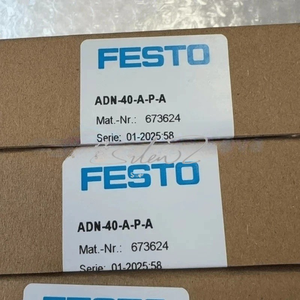 FESTO
ADN-40-A-P-A
Mat.-Nr.: 673624
Serie: 01-2025:58
FESTO
ADN-40-A-P-A
Mat.-Nr.: 673624
Serie: 01-2025:58